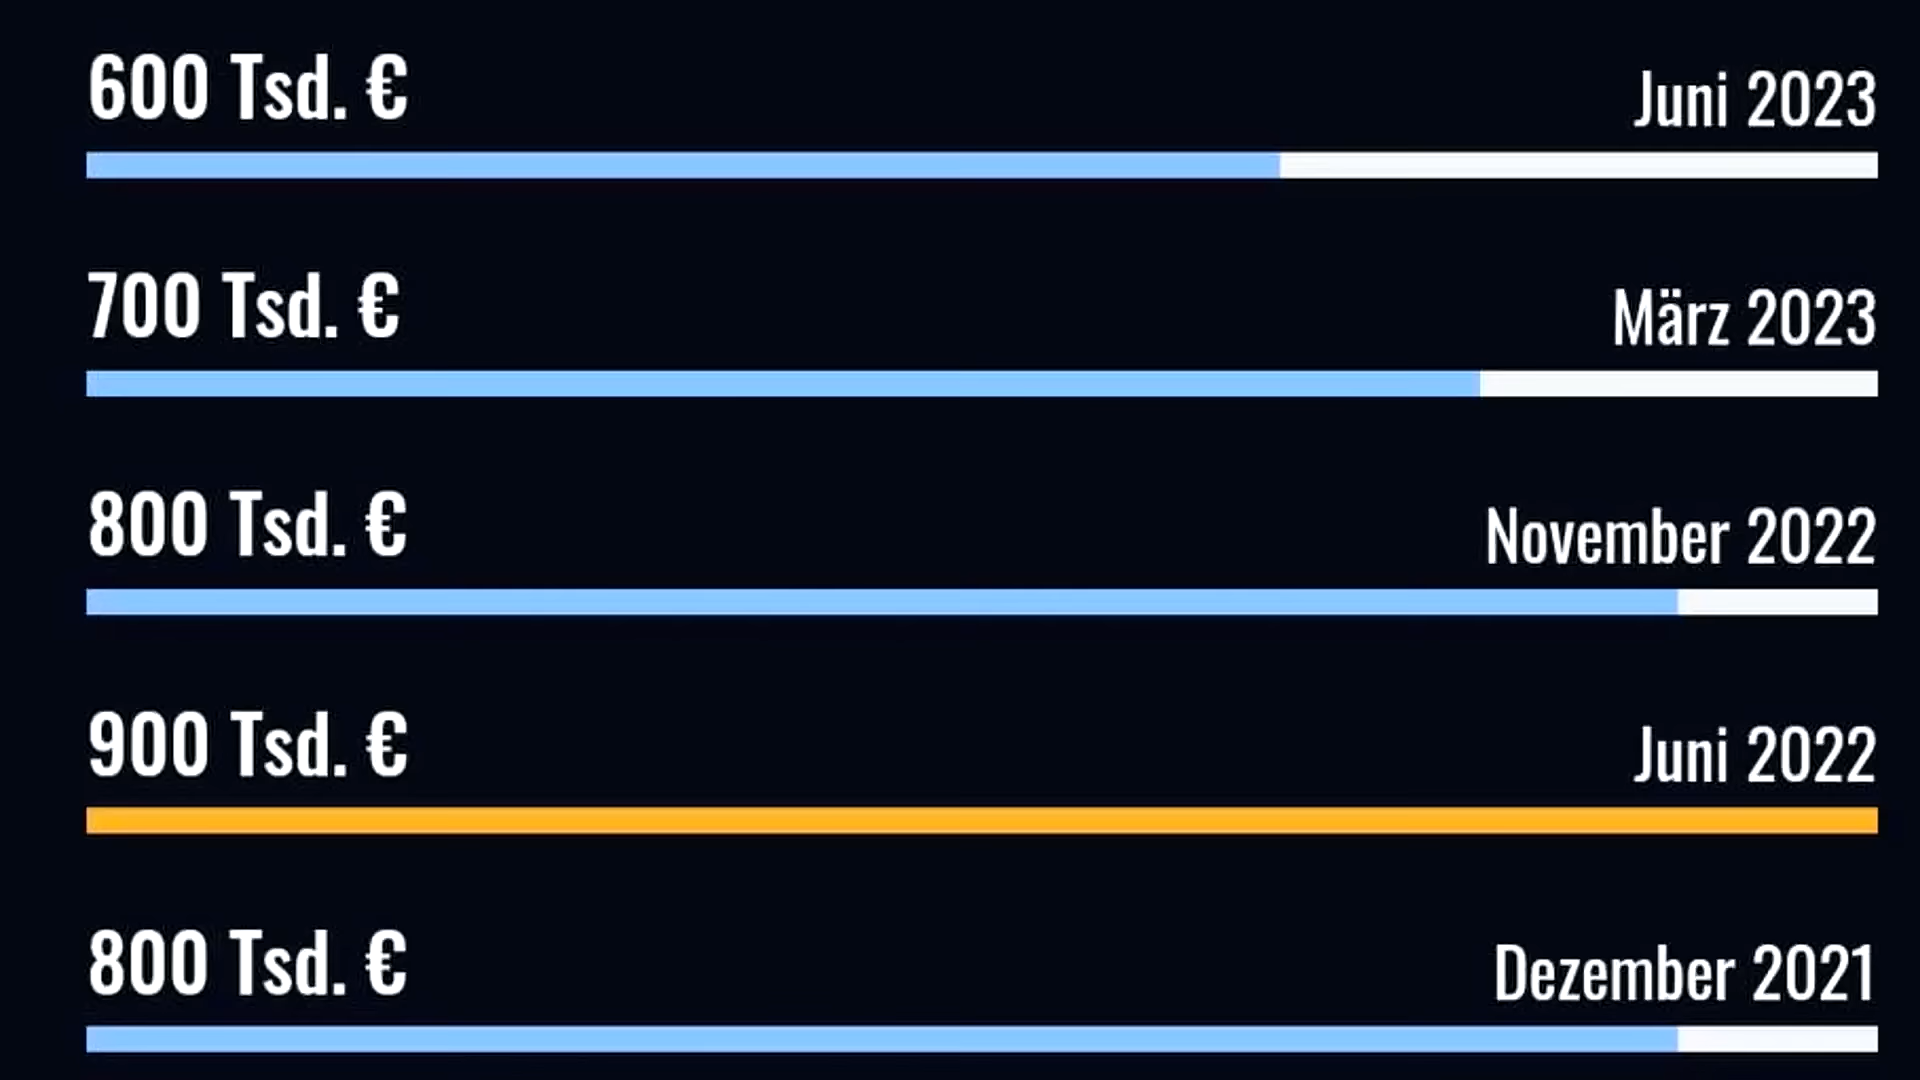 600 Tsd. €
Juni 2023
700 Tsd. €
März 2023
800 Tsd. €
November 2022
900 Tsd. €
Juni 2022
800 Tsd. €
Dezember 2021